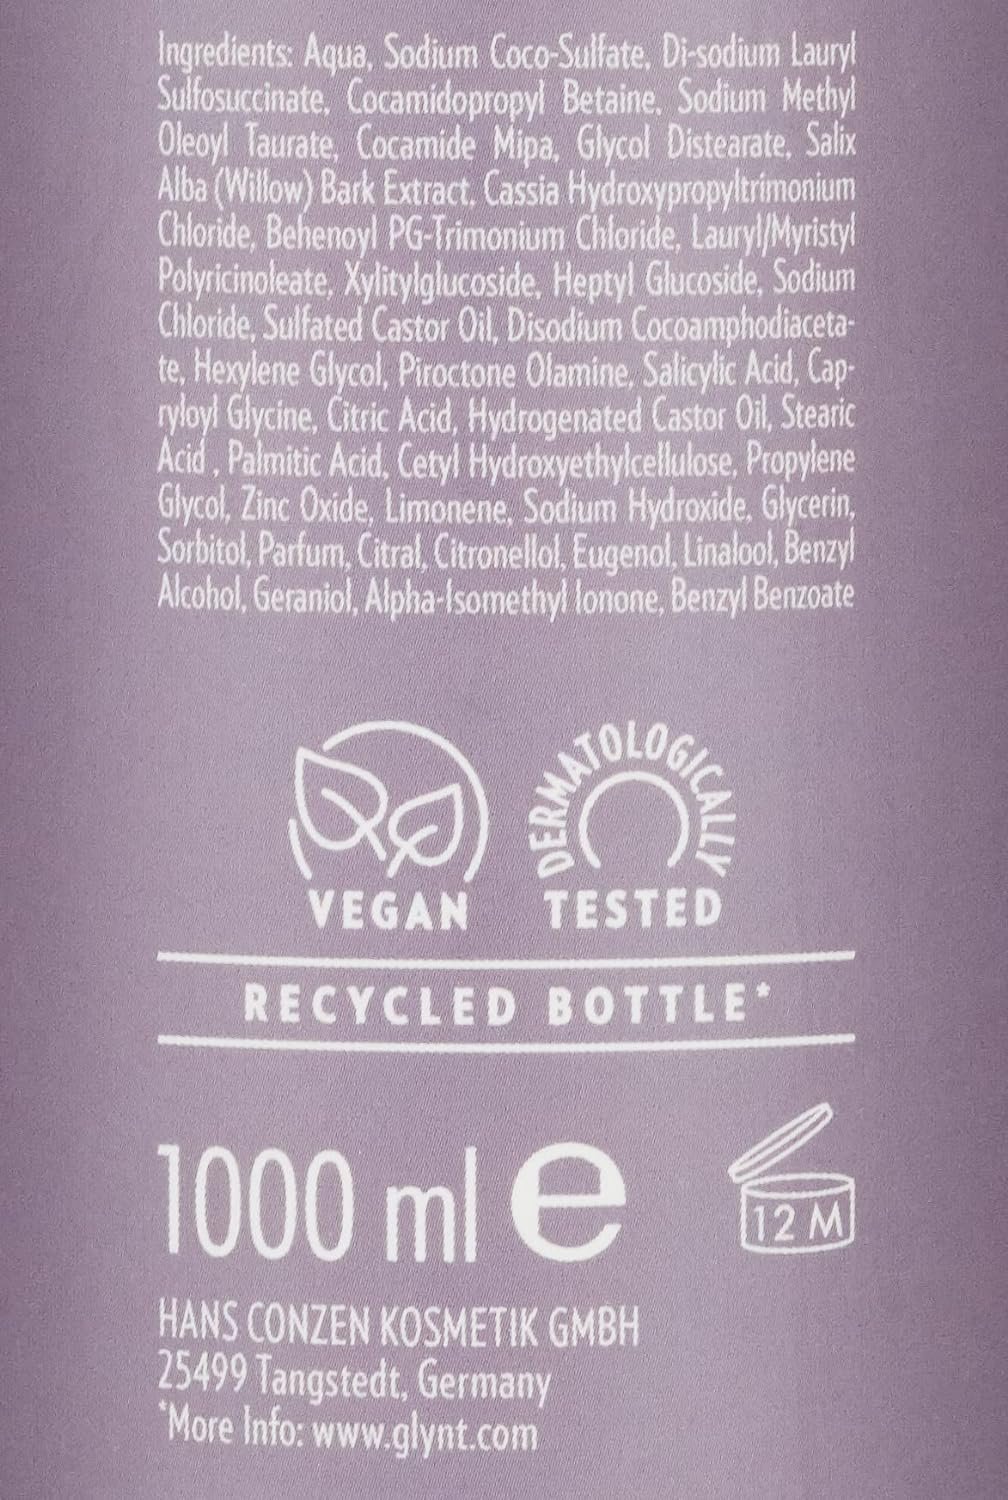 Ingredients: Aqua, Sodium Coco-Sulfate, Di-sodium Lauryl
Sulfosuccinate, Cocamidopropyl Betaine, Sodium Methyl
Oleoyl Taurate, Cocamide Mipa, Glycol Distearate, Salix
Alba (Willow) Bark Extract, Cassia Hydroxypropyltrimonium
Chloride, Behenoyl PG-Trimonium Chloride, Lauryl/Myristyl
Polyricinoleate, Xylitylglucoside, Heptyl Glucoside, Sodium
Chloride, Sulfated Castor Oil, Disodium Cocoamphodiaceta-
te, Hexylene Glycol, Piroctone Olamine, Salicylic Acid, Cap-
ryloyl Glycine, Citric Acid, Hydrogenated Castor Oil, Stearic
Acid , Palmitic Acid, Cetyl Hydroxyethylcellulose, Propylene
Glycol, Zinc Oxide, Limonene, Sodium Hydroxide, Glycerin,
Sorbitol, Parfum, Citral, Citronellol, Eugenol, Linalool, Benzyl
Alcohol, Geraniol, Alpha-Isomethyl Ionone, Benzyl Benzoate
VEGAN
DERMATOLOGICALLY
TESTED
RECYCLED BOTTLE*
1000 ml e
12 M
HANS CONZEN KOSMETIK GMBH
25499 Tangstedt, Germany
*More Info: www.glynt.com